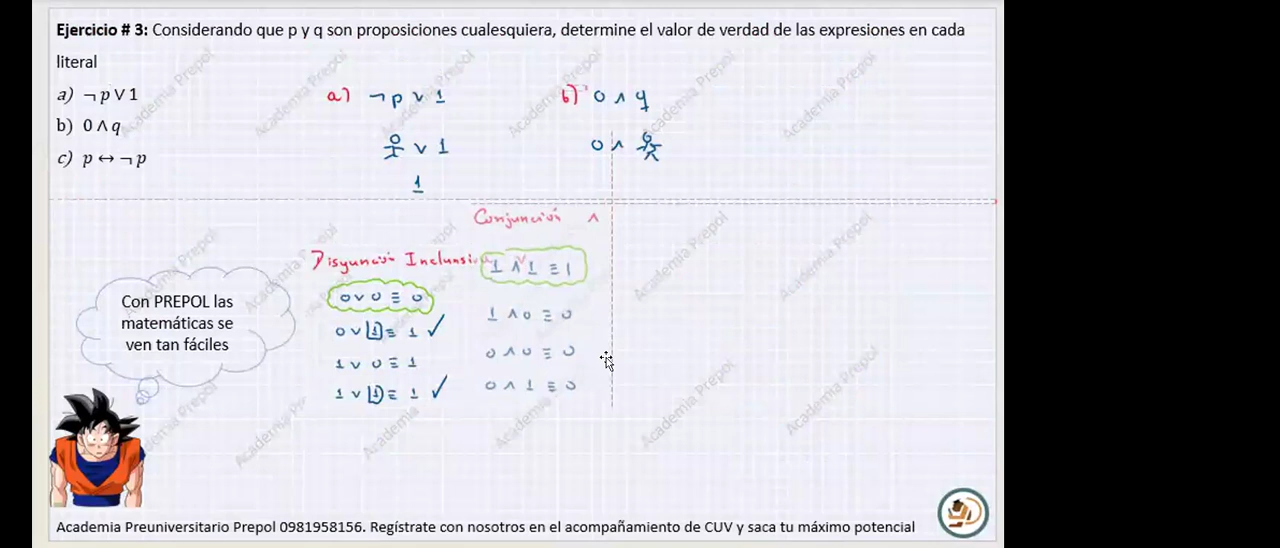 Ejercicio # 3: Considerando que p y q son proposiciones cualesquiera, determine el valor de verdad de las expresiones en cada
literal
a) ¬ p ∨ 1
b) 0 ∧ q
c) p ↔ ¬ p
a) ¬ p ∨ 1
b) 0 ∧ q
∨ 1
0 ∧
1
Conjunción ∧
Disyunción Inclusiva ∨
1 ∧ 1 ≡ 1
0 ∨ 0 ≡ 0
1 ∧ 0 ≡ 0
0 ∨ 1 ≡ 1 ✓
0 ∧ 0 ≡ 0
1 ∨ 0 ≡ 1
0 ∧ 1 ≡ 0
1 ∨ 1 ≡ 1 ✓
Con PREPOL las
matemáticas se
ven tan fáciles
Academia Prepol
Academia Preuniversitario Prepol 0981958156. Regístrate con nosotros en el acompañamiento de CUV y saca tu máximo potencial